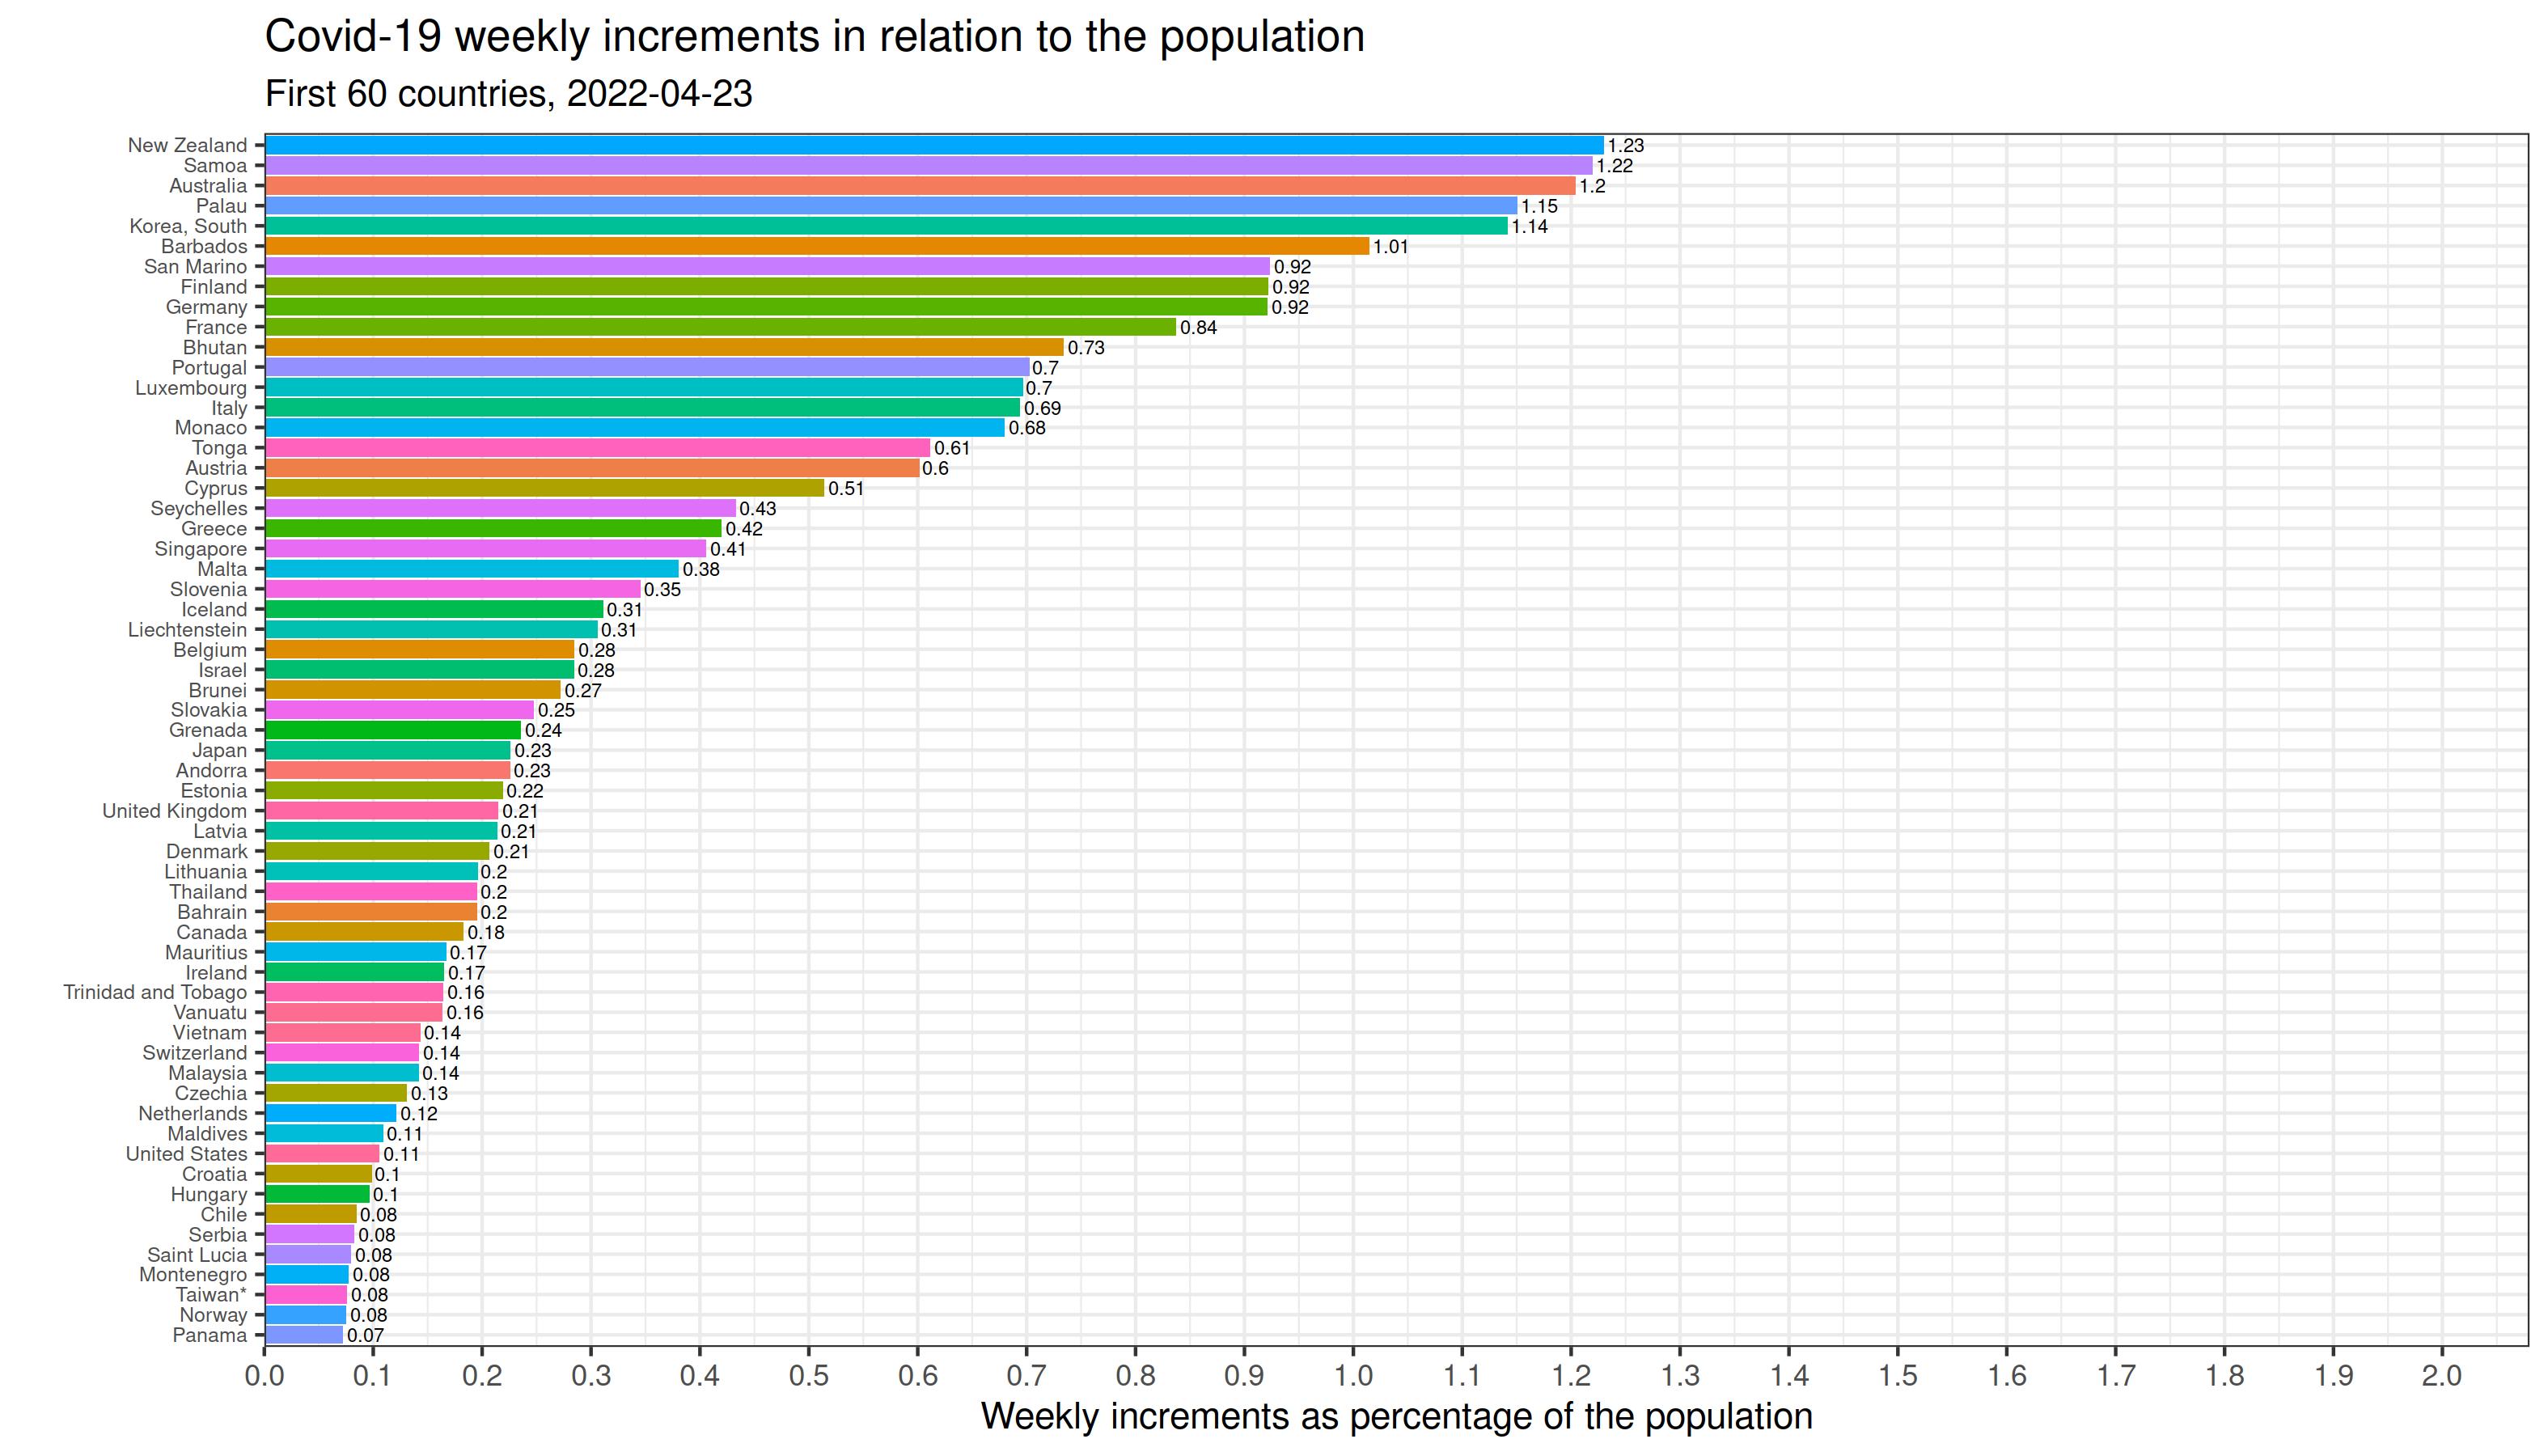 Covid-19 weekly increments in relation to the population
First 60 countries, 2022-04-23
New Zealand 1.23
Samoa 1.22
Australia 1.2
Palau 1.15
Korea, South 1.14
Barbados 1.01
San Marino 0.92
Finland 0.92
Germany 0.92
France 0.84
Bhutan 0.73
Portugal 0.7
Luxembourg 0.7
Italy 0.69
Monaco 0.68
Tonga 0.61
Austria 0.6
Cyprus 0.51
Seychelles 0.43
Greece 0.42
Singapore 0.41
Malta 0.38
Slovenia 0.35
Iceland 0.31
Liechtenstein 0.31
Belgium 0.28
Israel 0.28
Brunei 0.27
Slovakia 0.25
Grenada 0.24
Japan 0.23
Andorra 0.23
Estonia 0.22
United Kingdom 0.21
Latvia 0.21
Denmark 0.21
Lithuania 0.2
Thailand 0.2
Bahrain 0.2
Canada 0.18
Mauritius 0.17
Ireland 0.17
Trinidad and Tobago 0.16
Vanuatu 0.16
Vietnam 0.14
Switzerland 0.14
Malaysia 0.14
Czechia 0.13
Netherlands 0.12
Maldives 0.11
United States 0.11
Croatia 0.1
Hungary 0.1
Chile 0.08
Serbia 0.08
Saint Lucia 0.08
Montenegro 0.08
Taiwan* 0.08
Norway 0.08
Panama 0.07
0.0 0.1 0.2 0.3 0.4 0.5 0.6 0.7 0.8 0.9 1.0 1.1 1.2 1.3 1.4 1.5 1.6 1.7 1.8 1.9 2.0
Weekly increments as percentage of the population